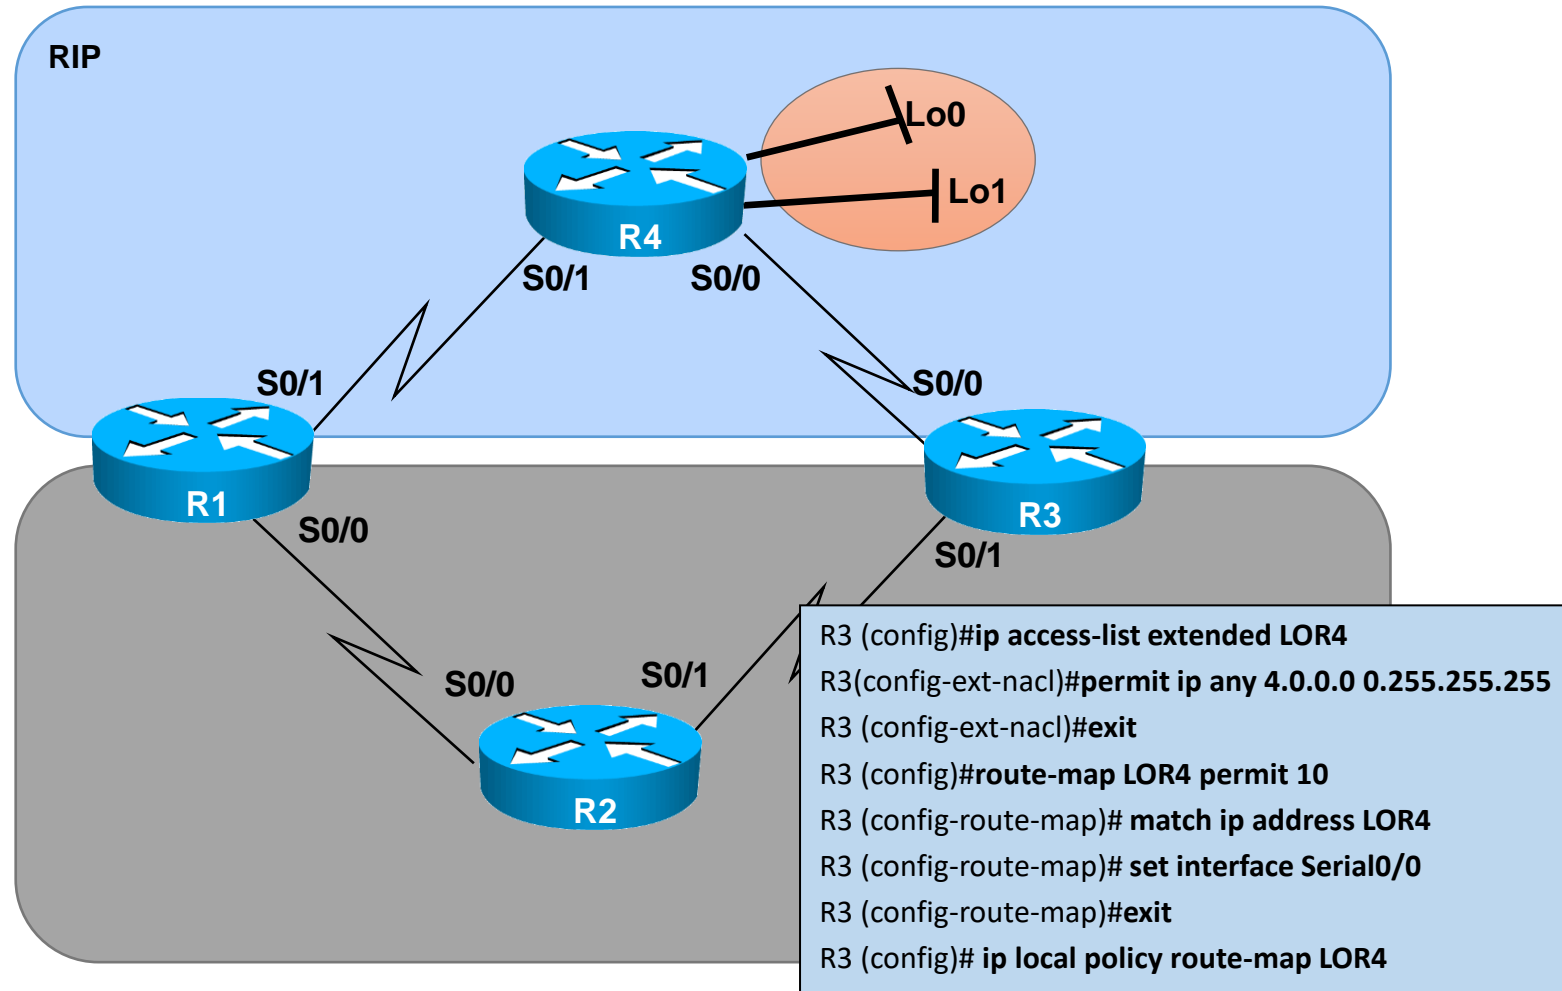 RIP
Lo0
Lo1
R4
S0/1
S0/0
S0/1
S0/0
R1
R3
S0/0
S0/1
S0/0
S0/1
R2
R3 (config)#ip access-list extended LOR4
R3(config-ext-nacl)#permit ip any 4.0.0.0 0.255.255.255
R3 (config-ext-nacl)#exit
R3 (config)#route-map LOR4 permit 10
R3 (config-route-map)# match ip address LOR4
R3 (config-route-map)# set interface Serial0/0
R3 (config-route-map)#exit
R3 (config)# ip local policy route-map LOR4